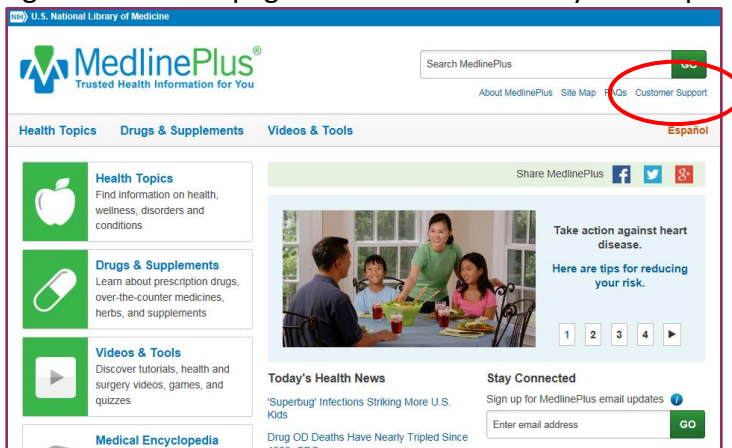 NIH U.S. National Library of Medicine
MedlinePlus®
Trusted Health Information for You
Search MedlinePlus
GO
About MedlinePlus Site Map FAQs Customer Support
Health Topics Drugs & Supplements Videos & Tools
Español
Health Topics
Find information on health,
wellness, disorders and
conditions
Drugs & Supplements
Learn about prescription drugs,
over-the-counter medicines,
herbs, and supplements
Videos & Tools
Discover tutorials, health and
surgery videos, games, and
quizzes
Medical Encyclopedia
Share MedlinePlus f 8+
Take action against heart
disease.
Here are tips for reducing
your risk.
1 2 3 4
Today's Health News
'Superbug' Infections Striking More U.S.
Kids
Drug OD Deaths Have Nearly Tripled Since
Stay Connected
Sign up for MedlinePlus email updates i
Enter email address
GO